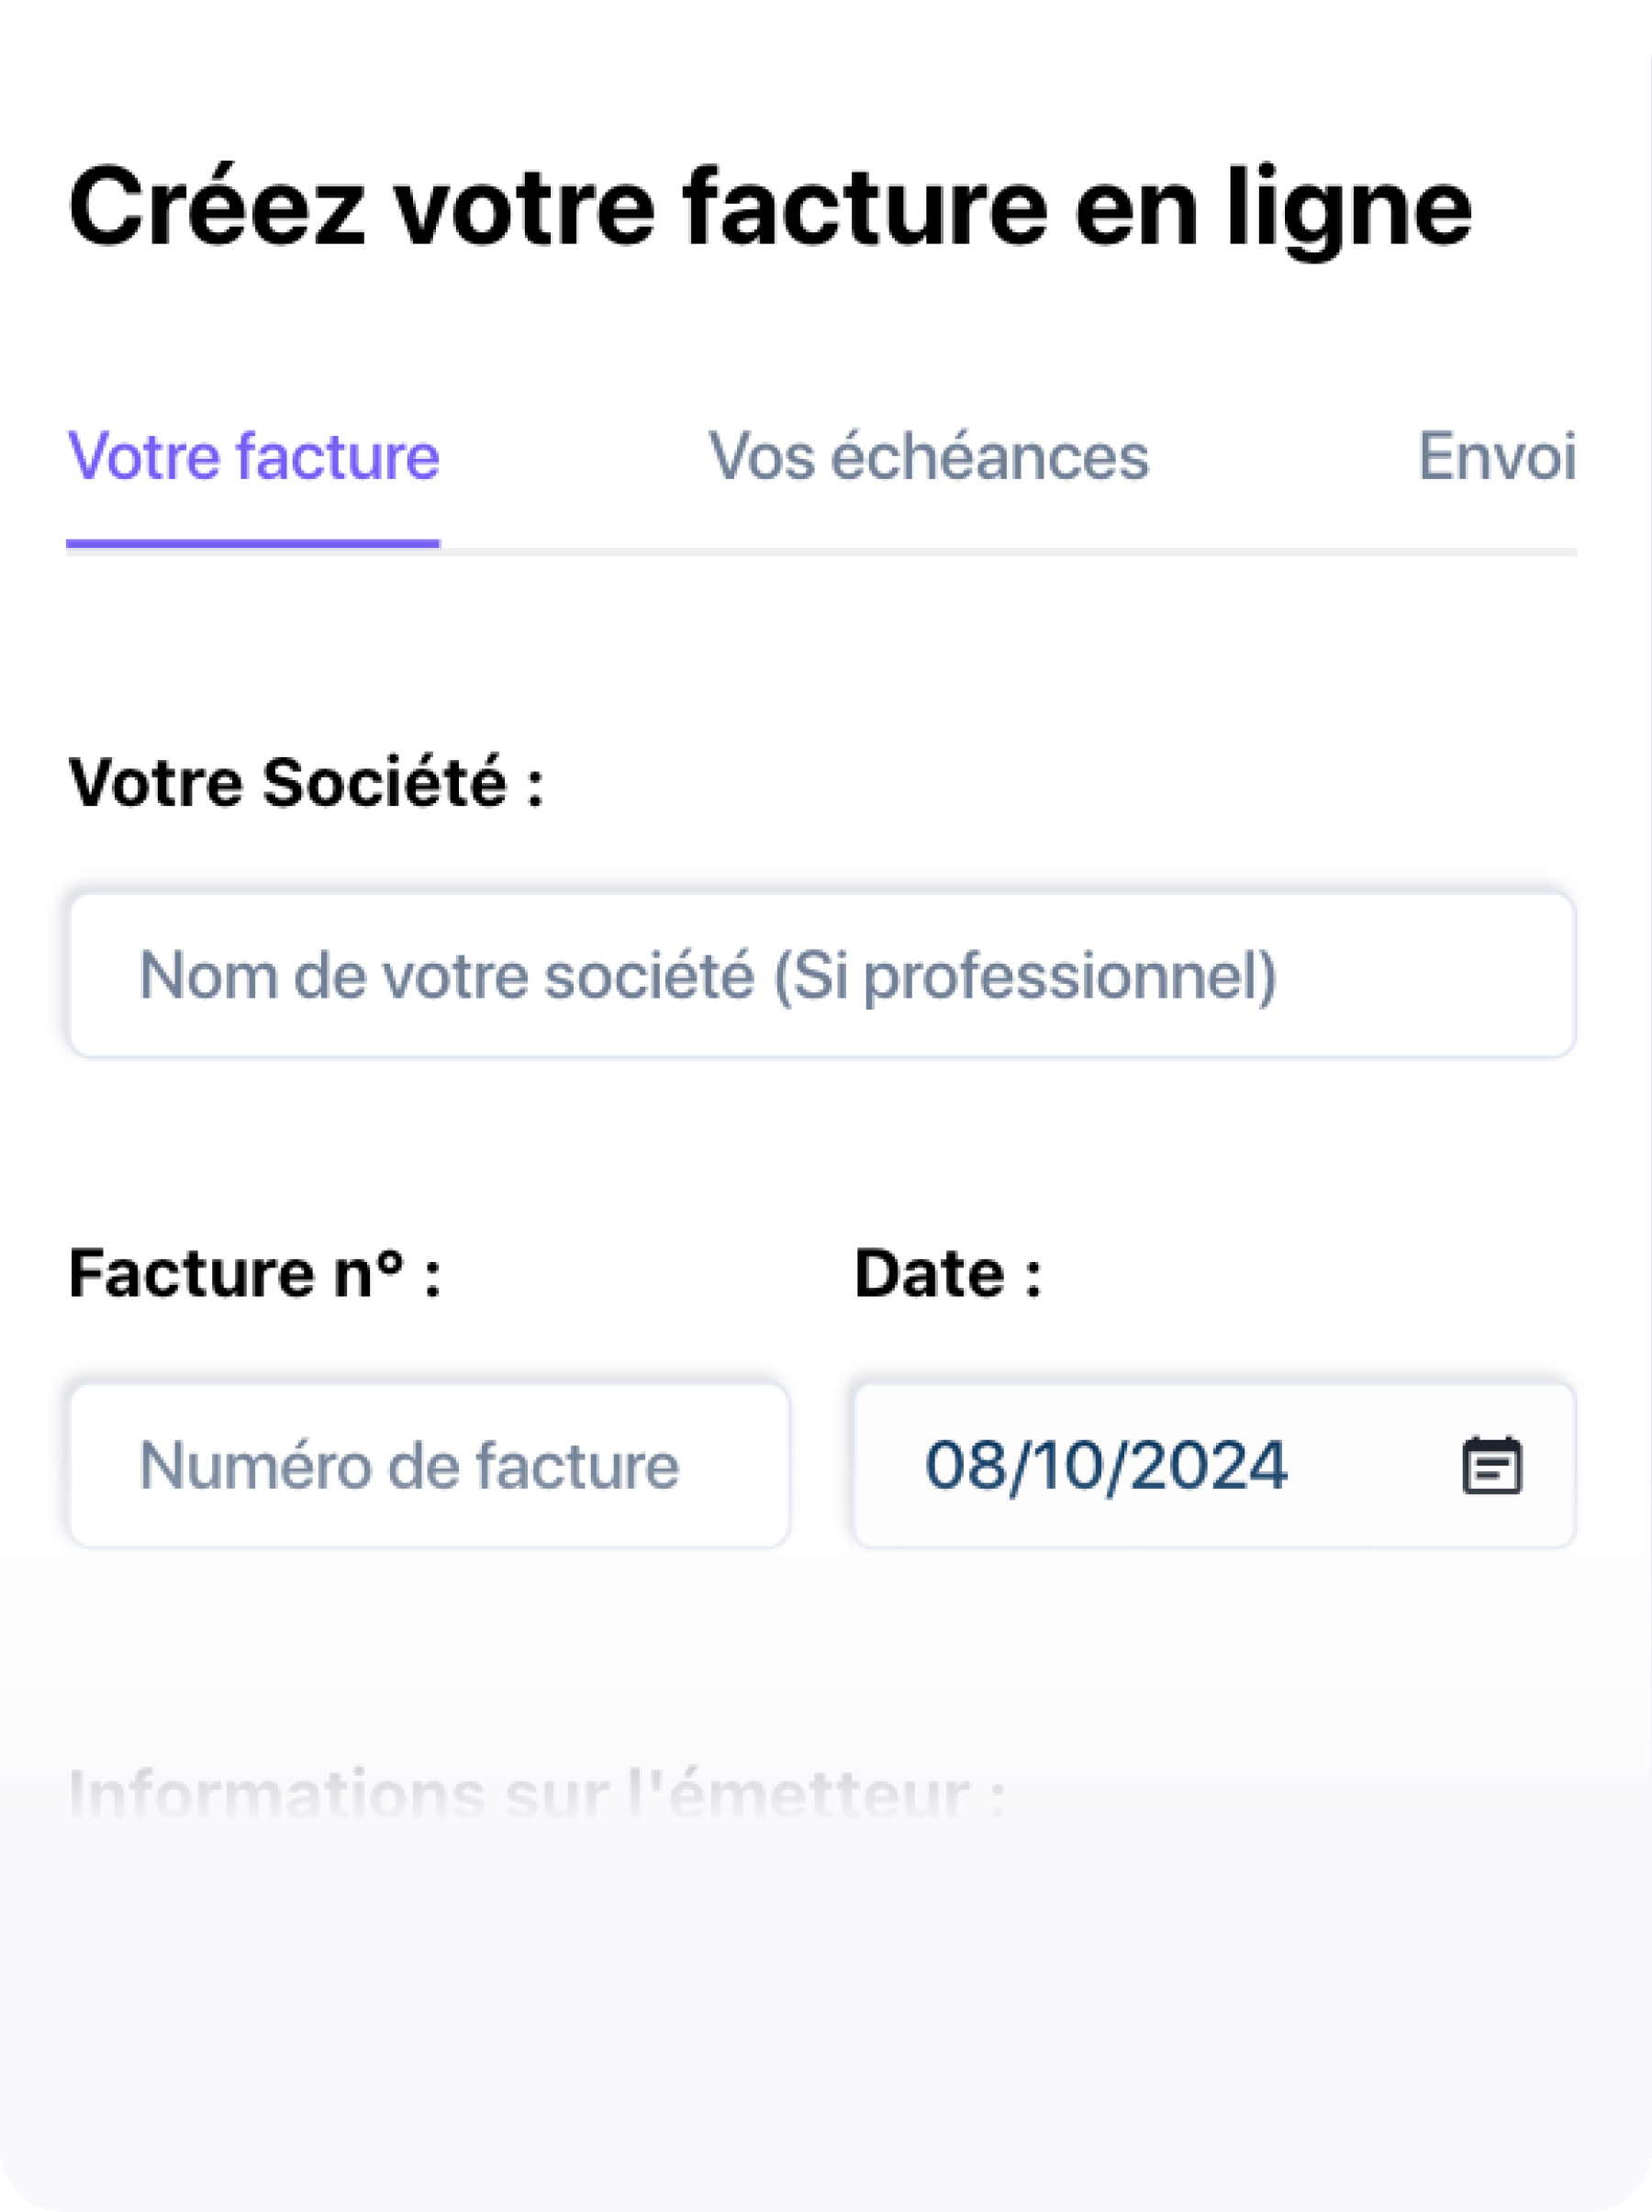 Créez votre facture en ligne
Votre facture Vos échéances Envoi
Votre Société :
Nom de votre société (Si professionnel)
Facture n° : Date :
Numéro de facture 08/10/2024
Informations sur l'émetteur :